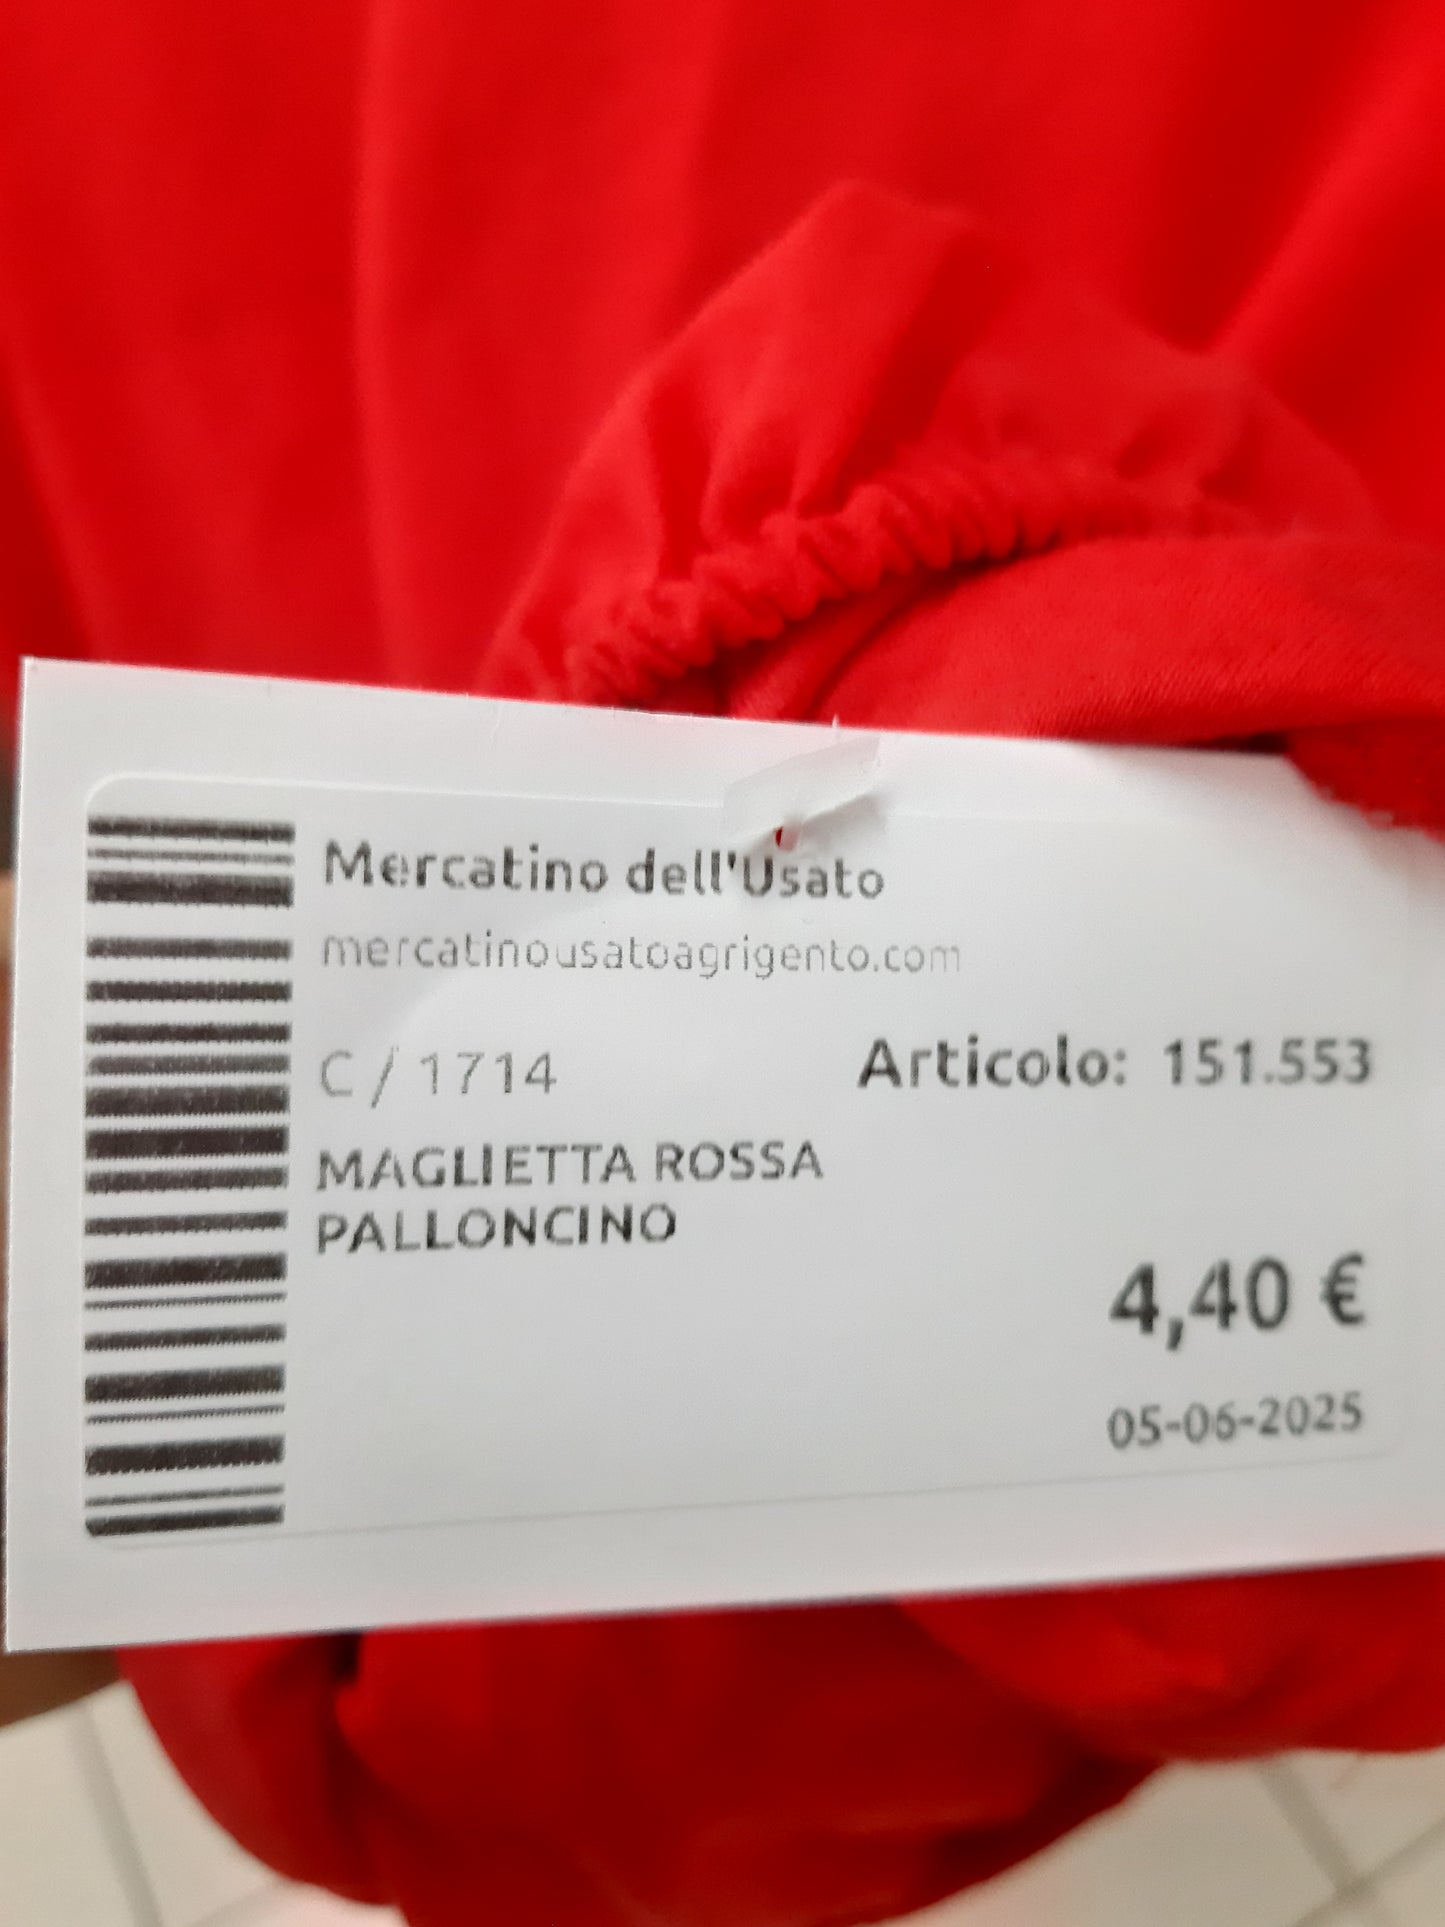 Mercatino dell'Usato
mercatinousatoagrigento.com
C / 1714 Articolo: 151.553
MAGLIETTA ROSSA
PALLONCINO
4,40 €
05-06-2025